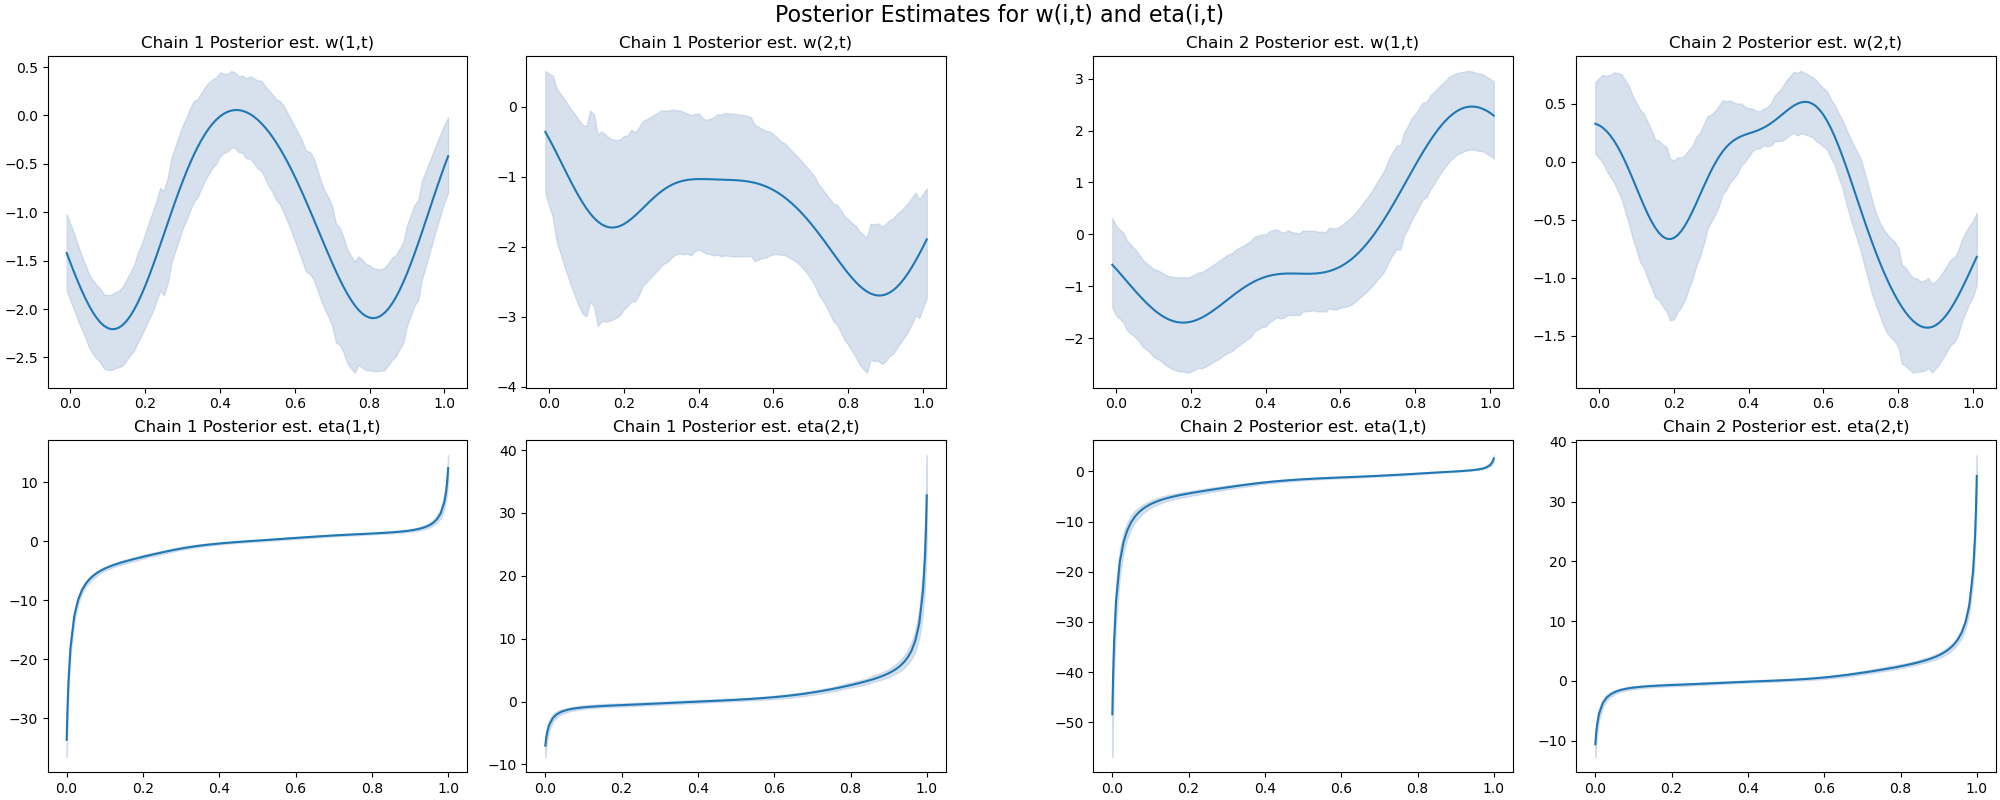 Posterior Estimates for w(i,t) and eta(i,t)
Chain 1 Posterior est. w(1,t)
0.5
0.0
−0.5
−1.0
−1.5
−2.0
−2.5
0.0 0.2 0.4 0.6 0.8 1.0
Chain 1 Posterior est. w(2,t)
0
−1
−2
−3
−4
0.0 0.2 0.4 0.6 0.8 1.0
Chain 2 Posterior est. w(1,t)
3
2
1
0
−1
−2
0.0 0.2 0.4 0.6 0.8 1.0
Chain 2 Posterior est. w(2,t)
0.5
0.0
−0.5
−1.0
−1.5
0.0 0.2 0.4 0.6 0.8 1.0
Chain 1 Posterior est. eta(1,t)
10
0
−10
−20
−30
0.0 0.2 0.4 0.6 0.8 1.0
Chain 1 Posterior est. eta(2,t)
40
30
20
10
0
−10
0.0 0.2 0.4 0.6 0.8 1.0
Chain 2 Posterior est. eta(1,t)
0
−10
−20
−30
−40
−50
0.0 0.2 0.4 0.6 0.8 1.0
Chain 2 Posterior est. eta(2,t)
40
30
20
10
0
−10
0.0 0.2 0.4 0.6 0.8 1.0